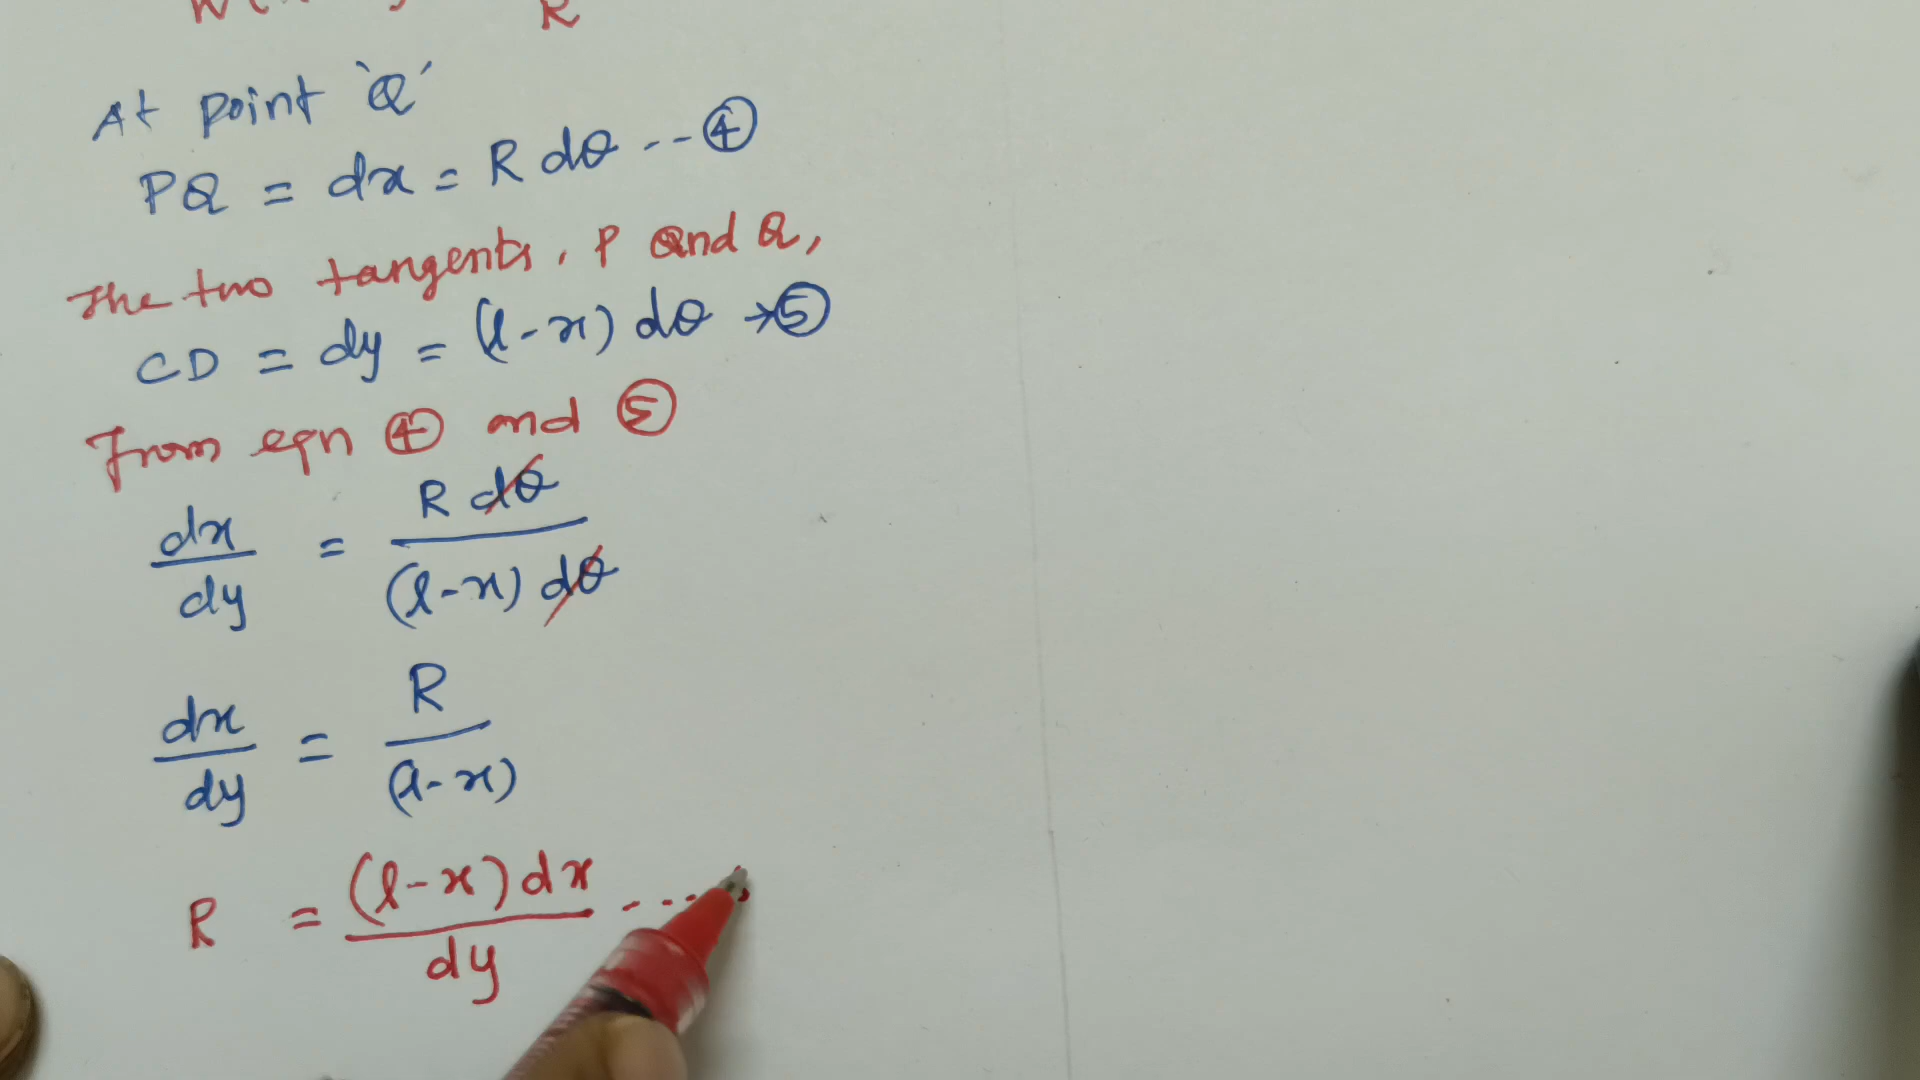 R
At point 'Q'
PQ = dx = R dθ -- ④
The two tangents, P and Q,
CD = dy = (l-x) dθ → ⑤
From eqn ④ and ⑤
dx/dy = R dθ / (l-x) dθ
dx/dy = R / (l-x)
R = (l-x) dx / dy ....